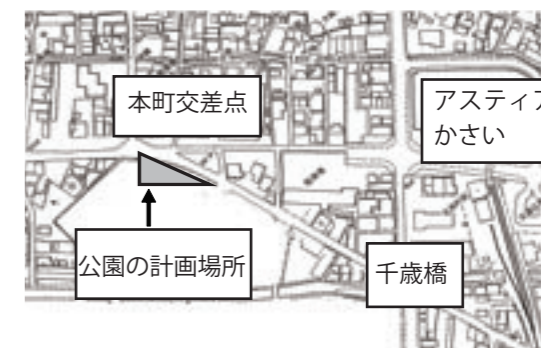 本町交差点
アスティア
かさい
公園の計画場所
千歳橋